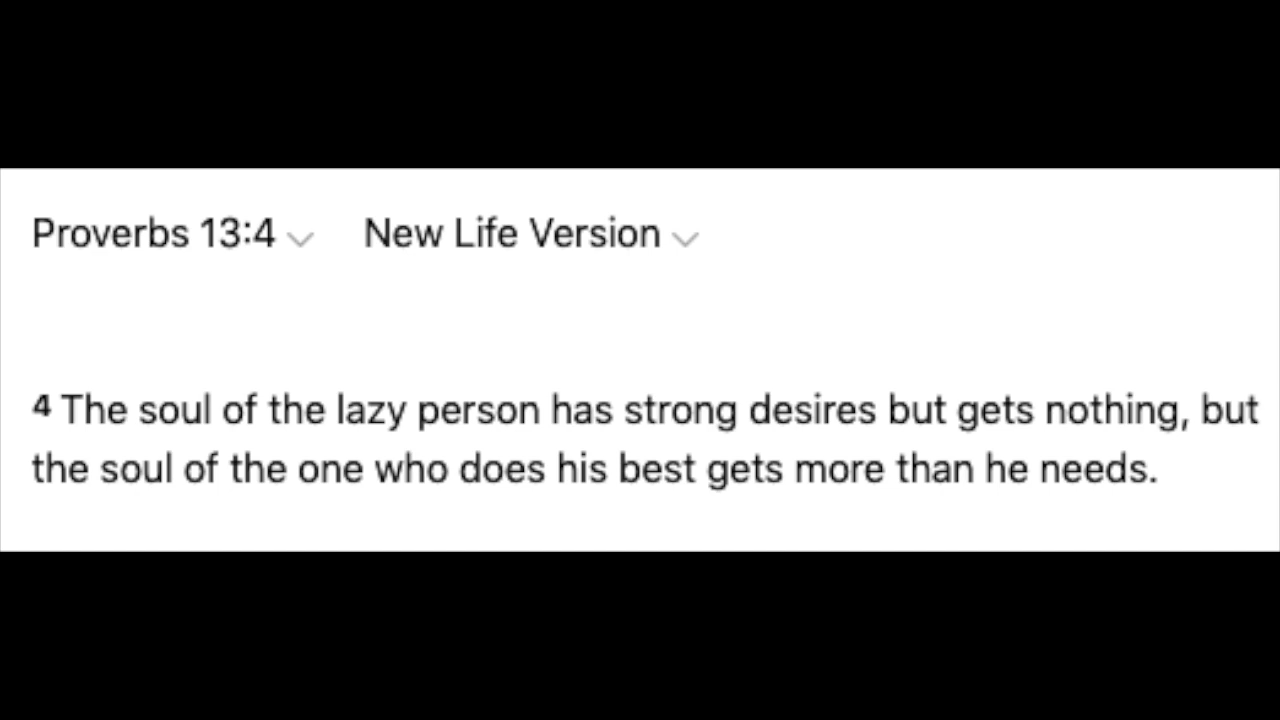 Proverbs 13:4 New Life Version
4 The soul of the lazy person has strong desires but gets nothing, but
the soul of the one who does his best gets more than he needs.